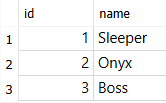 id name
1 1 Sleeper
2 2 Onyx
3 3 Boss